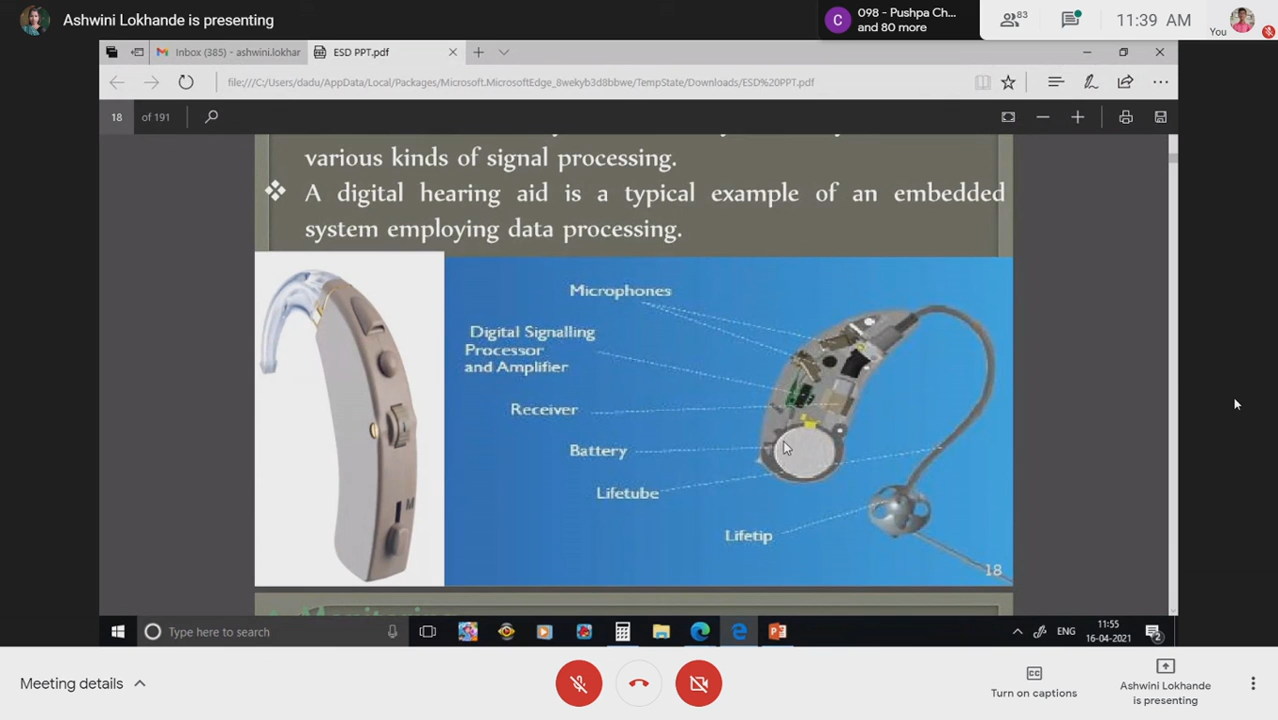 Ashwini Lokhande is presenting
C
098 - Pushpa Ch...
and 80 more
83
11:39 AM
You
Inbox (385) - ashwini.lokhar
ESD PPT.pdf
file:///C:/Users/dadu/AppData/Local/Packages/Microsoft.MicrosoftEdge_8wekyb3d8bbwe/TempState/Downloads/ESD%20PPT.pdf
18
of 191
various kinds of signal processing.
A digital hearing aid is a typical example of an embedded
system employing data processing.
Microphones
Digital Signalling
Processor
and Amplifier
Receiver
Battery
Lifetube
Lifetip
M
18
Monitoring
Type here to search
ENG
11:55
16-04-2021
2
Meeting details
CC
Turn on captions
Ashwini Lokhande
is presenting